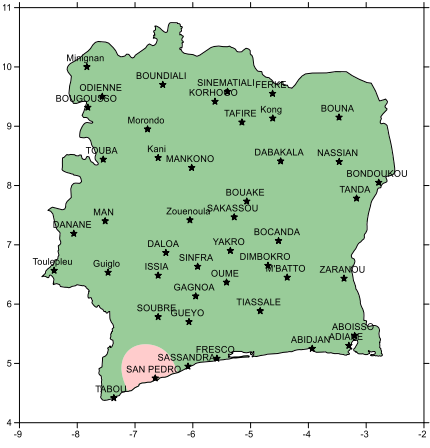 11
10
9
8
7
6
5
4
-9 -8 -7 -6 -5 -4 -3 -2
Minignan
BOUNDIALI
SINEMATIALI
FERKE
ODIENNE
KORHOGO
BOUGOUSSO
TAFIRE
Kong
BOUNA
Morondo
TOUBA
Kani
MANKONO
DABAKALA
NASSIAN
BONDOUKOU
TANDA
BOUAKE
MAN
Zouenoula
SAKASSOU
DANANE
BOCANDA
DALOA
YAKRO
Toulepleu
Guiglo
ISSIA
SINFRA
DIMBOKRO
M'BATTO
ZARANOU
OUME
GAGNOA
TIASSALE
SOUBRE
GUEYO
ABOISSO
ABIDJAN
ADIAKE
FRESCO
SASSANDRA
SAN PEDRO
TABOU